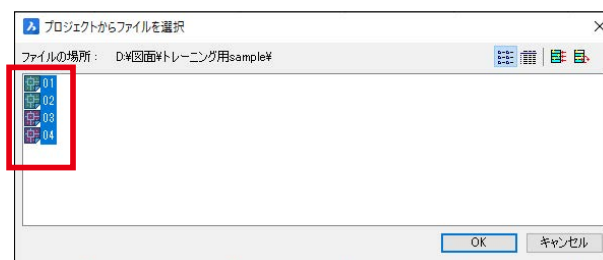 プロジェクトからファイルを選択
ファイルの場所： D:¥図面¥トレーニング用sample¥
01
02
03
04
OK キャンセル